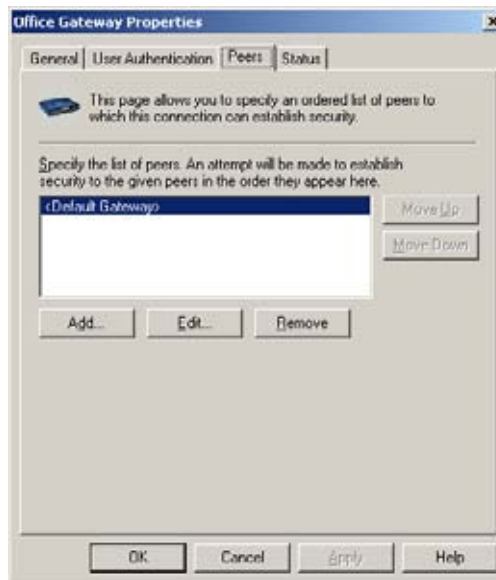 Office Gateway Properties
General User Authentication Peers Status
This page allows you to specify an ordered list of peers to
which this connection can establish security.
Specify the list of peers. An attempt will be made to establish
security to the given peers in the order they appear here.
<Default Gateway>
Move Up
Move Down
Add... Edit... Remove
OK Cancel Apply Help